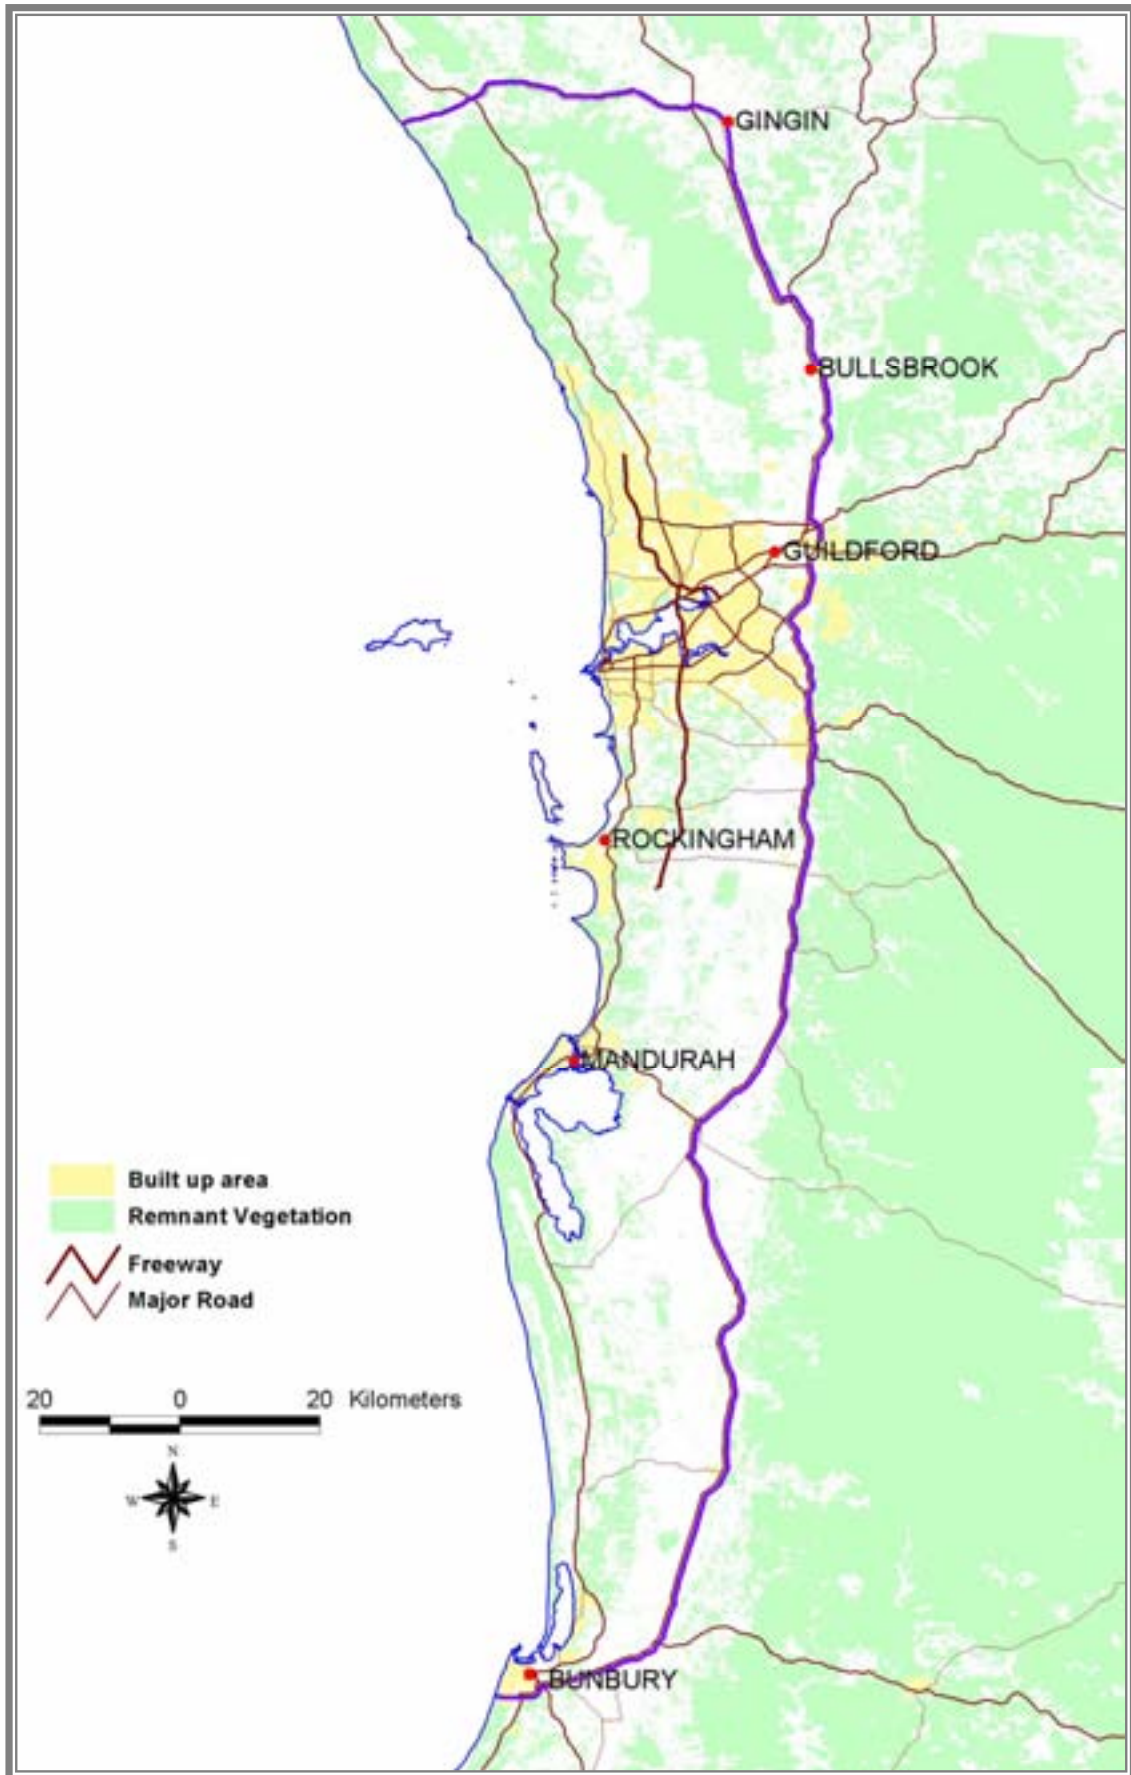 GINGIN
BULLSBROOK
GUILDFORD
ROCKINGHAM
MANDURAH
Built up area
Remnant Vegetation
Freeway
Major Road
20 0 20 Kilometers
N
W E
S
BUNBURY